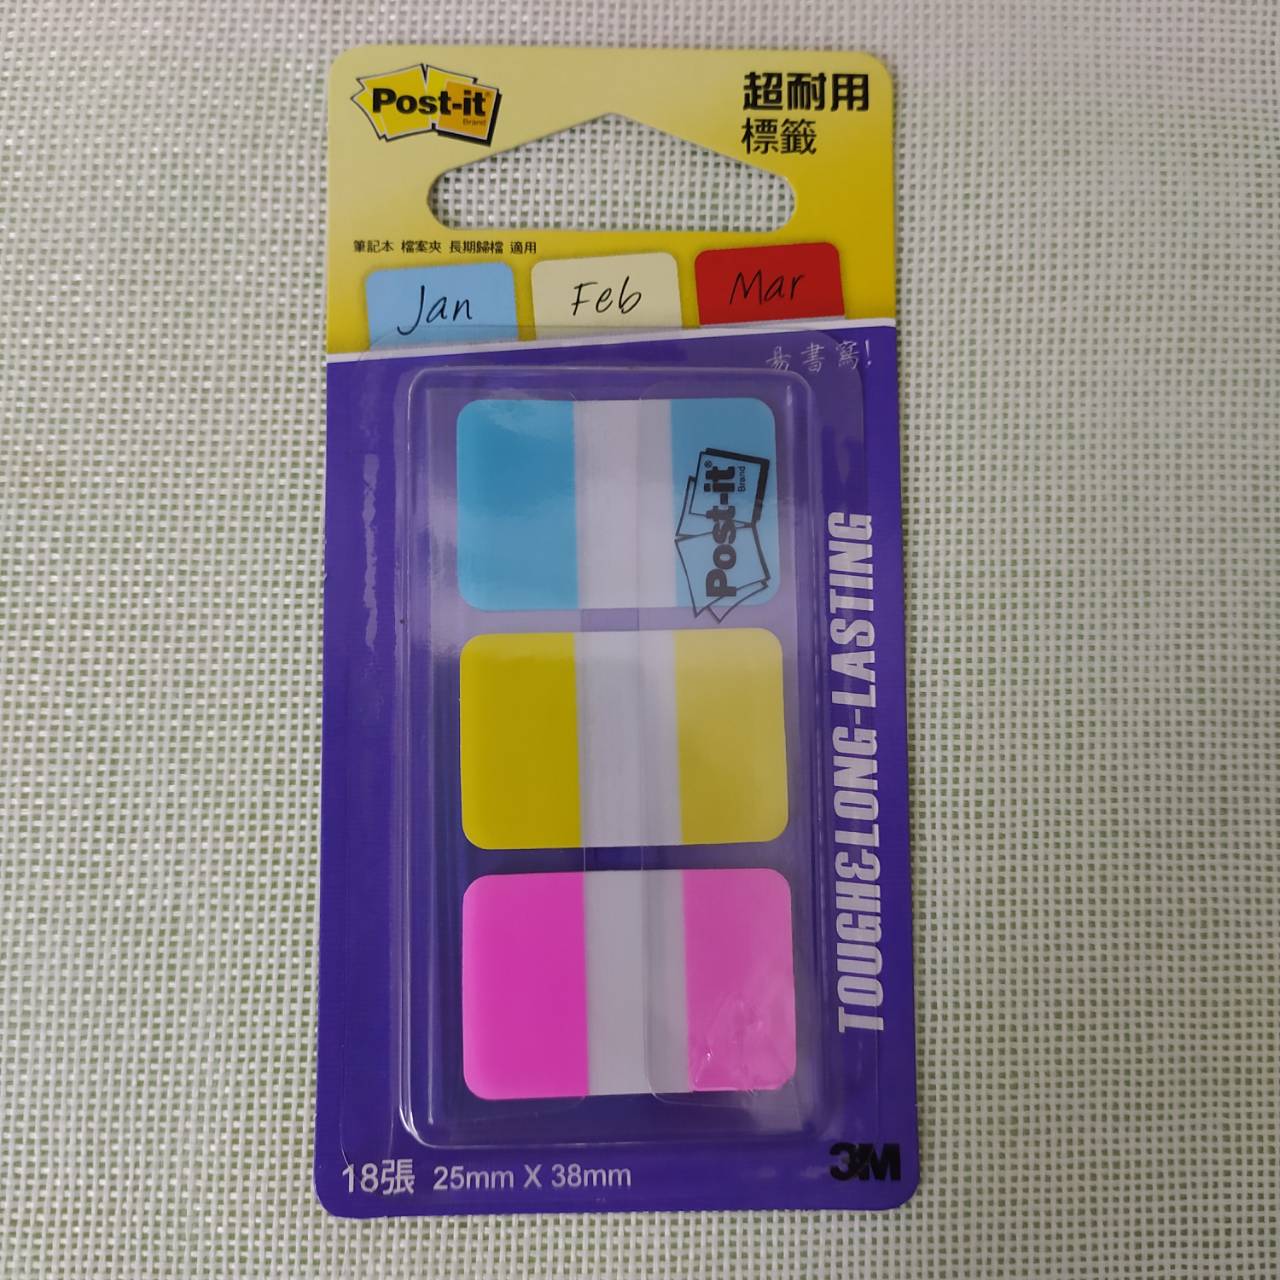 Post-it
Brand
超耐用
標籤
筆記本 檔案夾 長期歸檔 適用
Jan
Feb
Mar
易書寫!
Post-it®
Brand
TOUGH&LONG-LASTING
18張 25mm X 38mm
3M